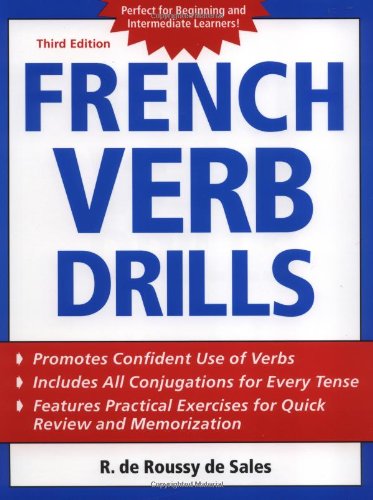 Perfect for Beginning and
Intermediate Learners!
Third Edition
FRENCH
VERB
DRILLS
Promotes Confident Use of Verbs
Includes All Conjugations for Every Tense
Features Practical Exercises for Quick
Review and Memorization
R. de Roussy de Sales